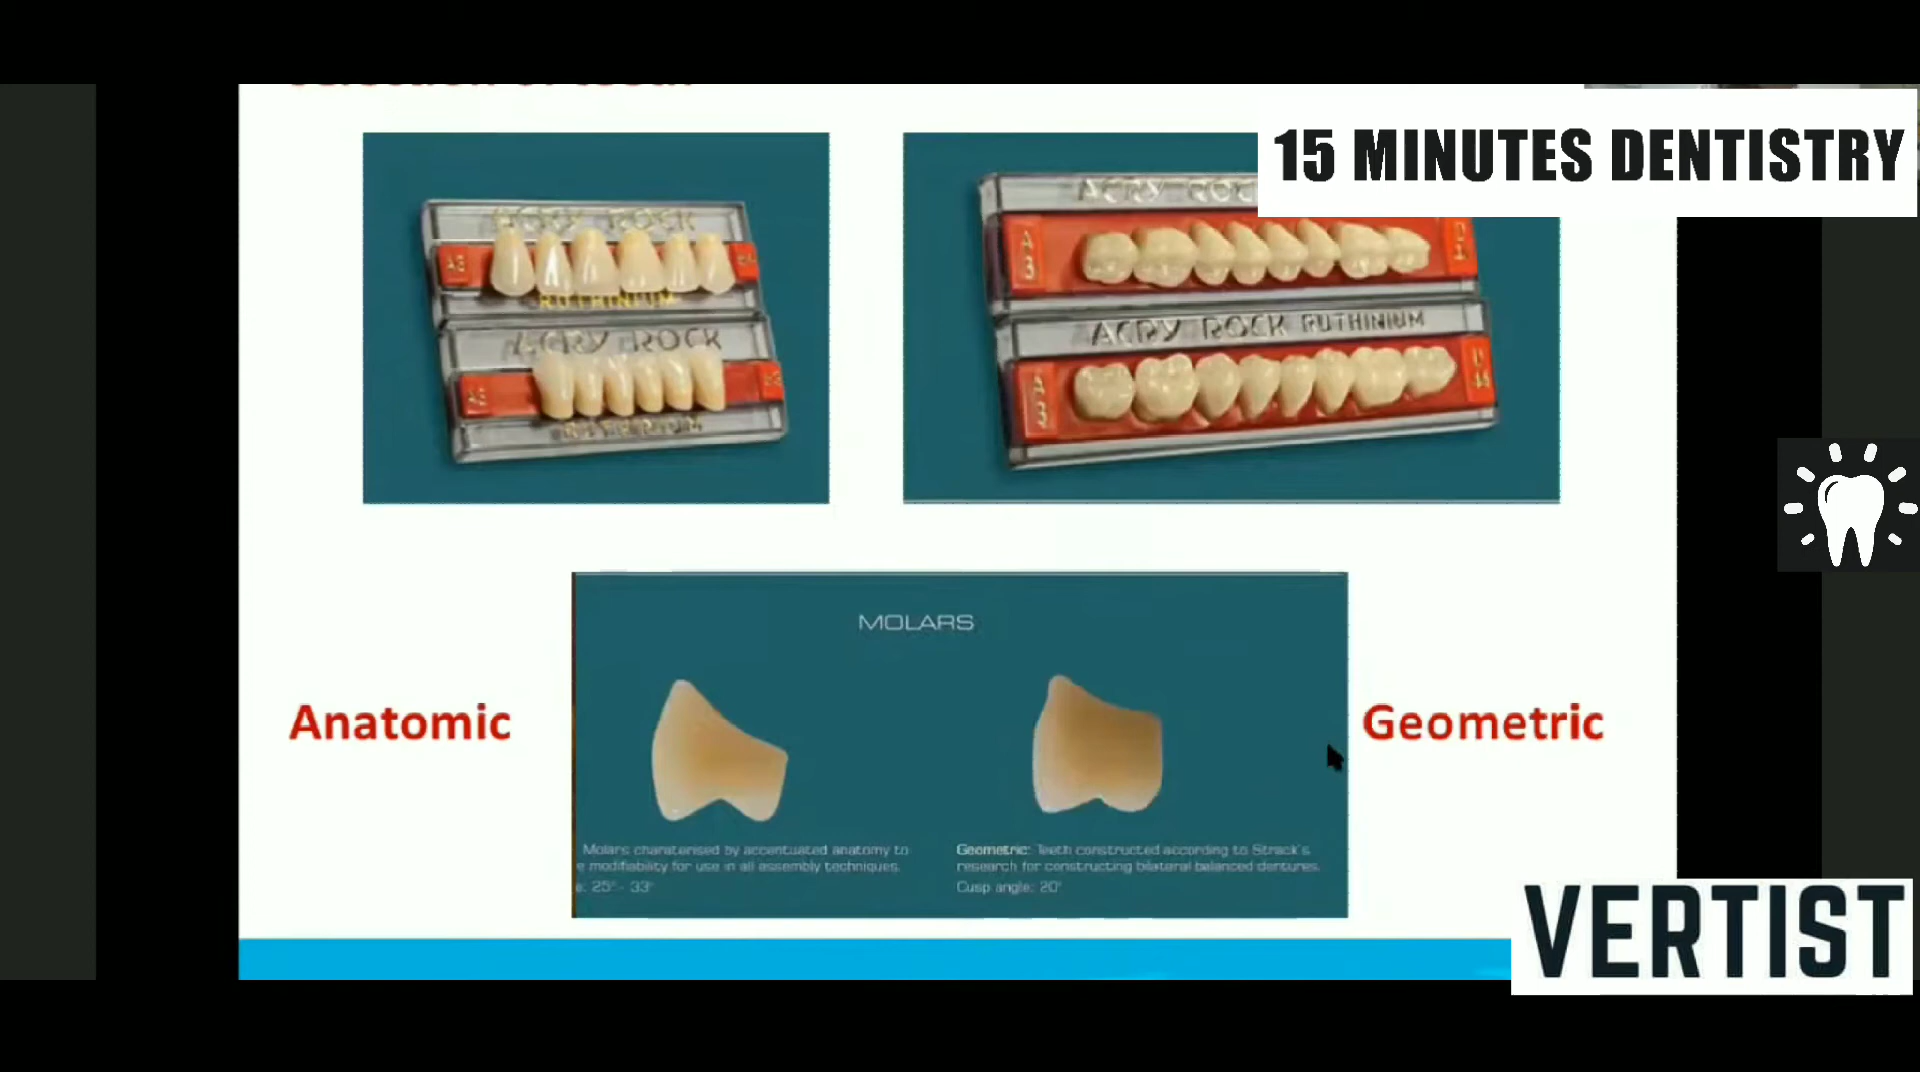 15 MINUTES DENTISTRY
ACRY ROCK
RUTHINIUM
ACRY ROCK
ACRY ROCK RUTHINIUM
MOLARS
Anatomic
Geometric
Molars charaterised by accentuated anatomy to
modifiability for use in all assembly techniques.
25° - 33°
Geometric: Teeth constructed according to Strack's
research for constructing bilateral balanced dentures.
Cusp angle: 20°
VERTIST